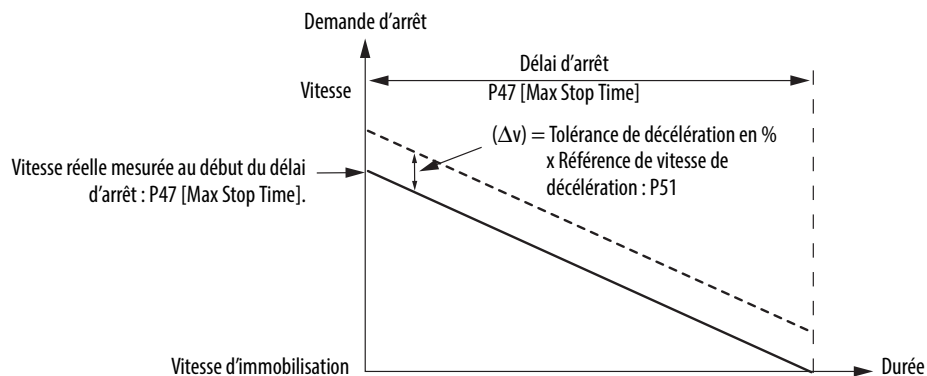 Demande d'arrêt
Délai d'arrêt
Vitesse
P47 [Max Stop Time]
(Δv) = Tolérance de décélération en %
x Référence de vitesse de
décélération : P51
Vitesse réelle mesurée au début du délai
d'arrêt : P47 [Max Stop Time].
Vitesse d'immobilisation
Durée